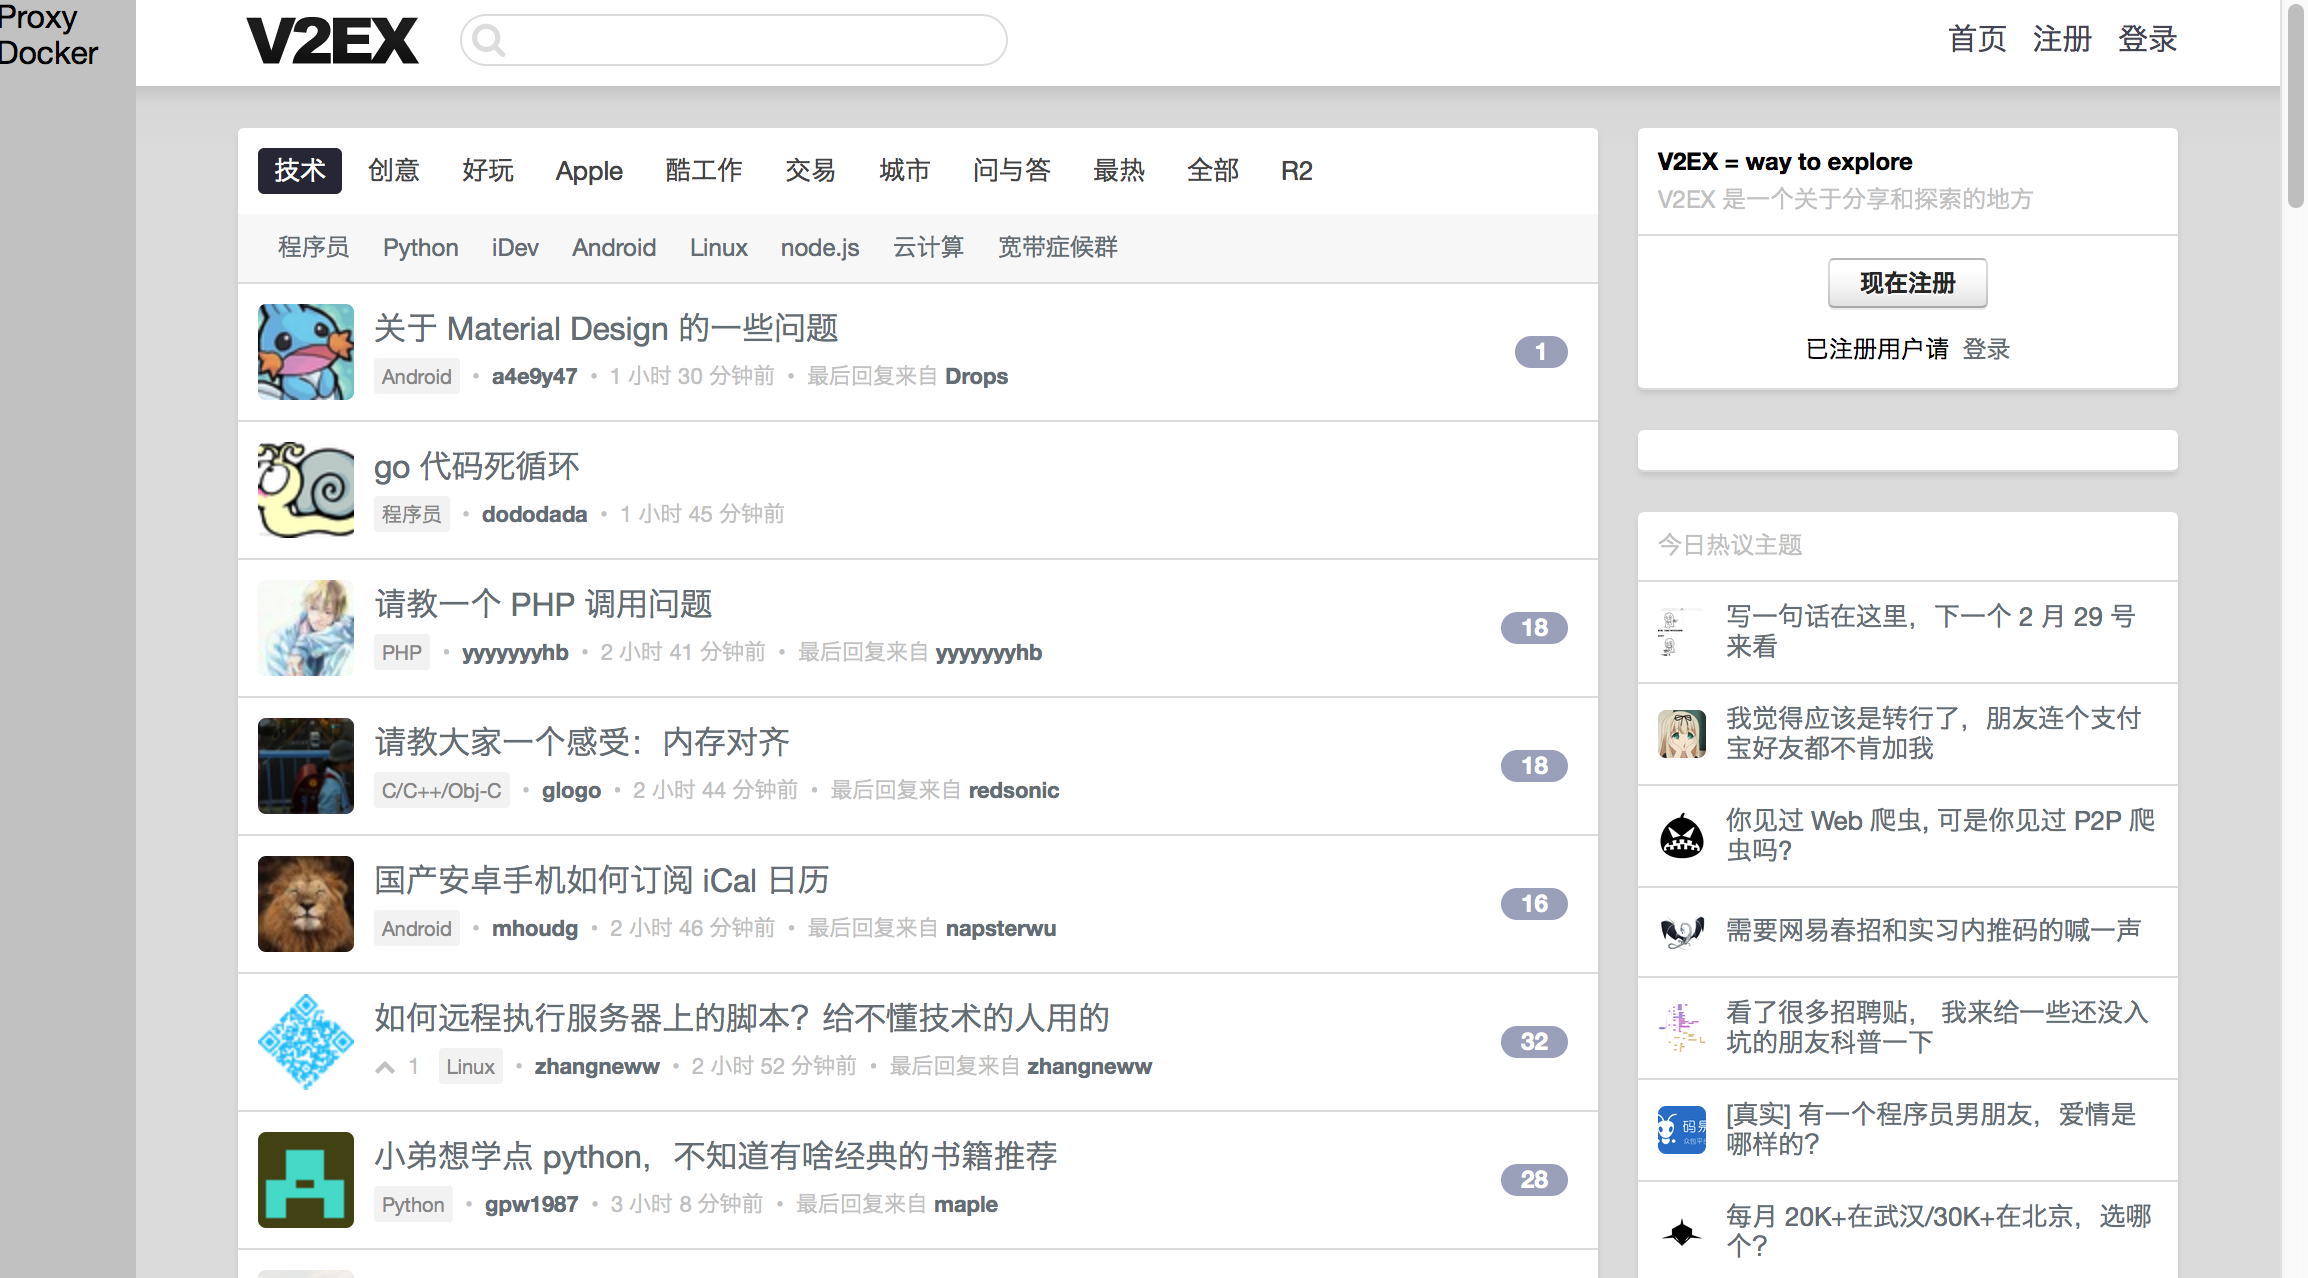 Proxy
Docker
V2EX
首页 注册 登录
技术 创意 好玩 Apple 酷工作 交易 城市 问与答 最热 全部 R2
程序员 Python iDev Android Linux node.js 云计算 宽带症候群
关于 Material Design 的一些问题
Android • a4e9y47 • 1 小时 30 分钟前 • 最后回复来自 Drops
1
go 代码死循环
程序员 • dododada • 1 小时 45 分钟前
请教一个 PHP 调用问题
PHP • yyyyyyyhb • 2 小时 41 分钟前 • 最后回复来自 yyyyyyyhb
18
请教大家一个感受：内存对齐
C/C++/Obj-C • glogo • 2 小时 44 分钟前 • 最后回复来自 redsonic
18
国产安卓手机如何订阅 iCal 日历
Android • mhoudg • 2 小时 46 分钟前 • 最后回复来自 napsterwu
16
如何远程执行服务器上的脚本？给不懂技术的人用的
1 Linux • zhangneww • 2 小时 52 分钟前 • 最后回复来自 zhangneww
32
小弟想学点 python，不知道有啥经典的书籍推荐
Python • gpw1987 • 3 小时 8 分钟前 • 最后回复来自 maple
28
V2EX = way to explore
V2EX 是一个关于分享和探索的地方
现在注册
已注册用户请 登录
今日热议主题
写一句话在这里，下一个 2 月 29 号
来看
我觉得应该是转行了，朋友连个支付
宝好友都不肯加我
你见过 Web 爬虫, 可是你见过 P2P 爬
虫吗?
需要网易春招和实习内推码的喊一声
看了很多招聘贴， 我来给一些还没入
坑的朋友科普一下
[真实] 有一个程序员男朋友，爱情是
哪样的？
每月 20K+在武汉/30K+在北京，选哪
个？